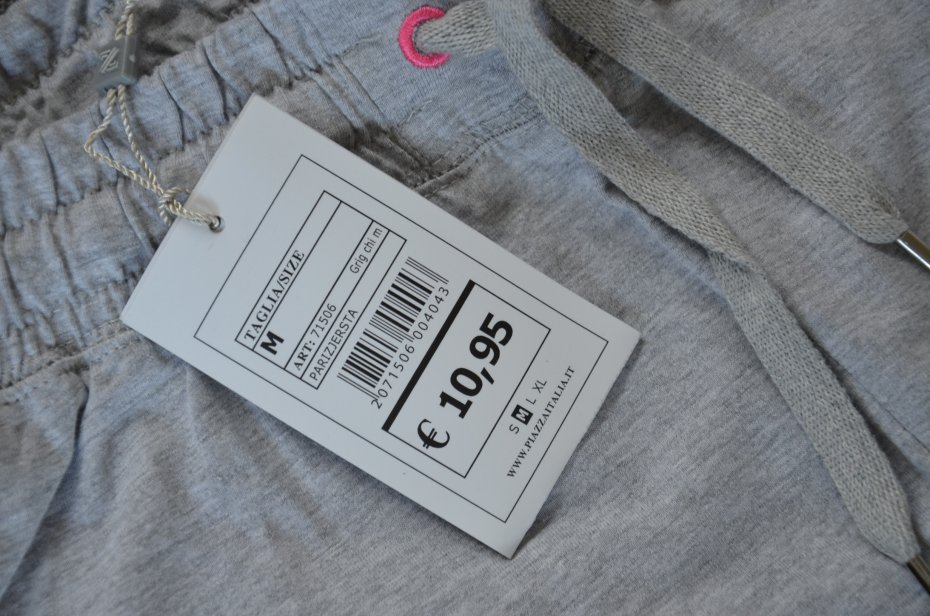 TAGLIA/SIZE
M
ART: 71506
PARIZJERSTA
Grig chi m
2071506004043
€ 10,95
S M L XL
WWW.PIAZZAITALIA.IT